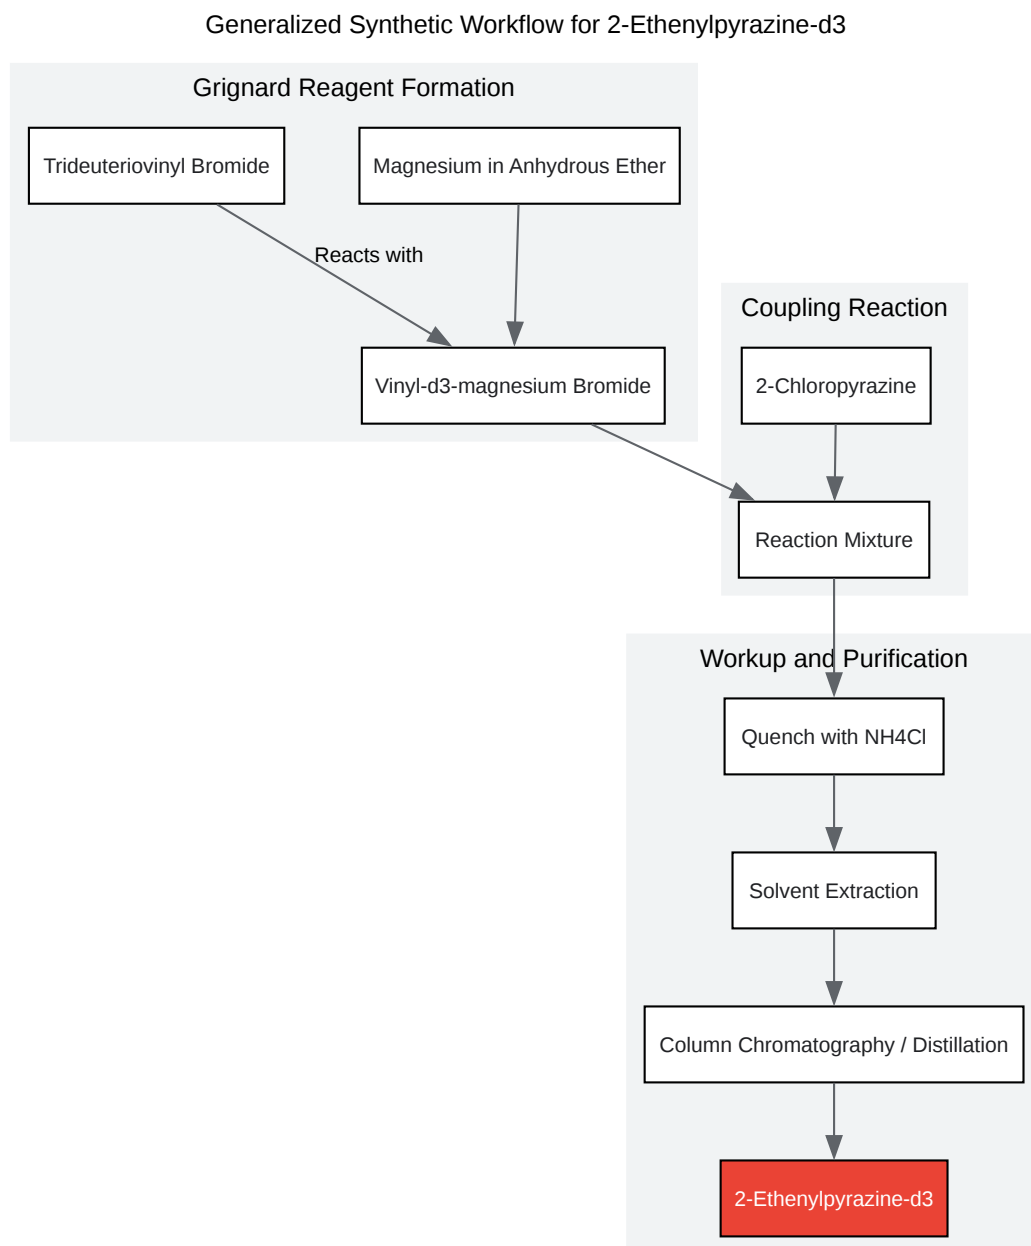 Generalized Synthetic Workflow for 2-Ethenylpyrazine-d3
Grignard Reagent Formation
Trideuteriovinyl Bromide
Magnesium in Anhydrous Ether
Reacts with
Vinyl-d3-magnesium Bromide
Coupling Reaction
2-Chloropyrazine
Reaction Mixture
Workup and Purification
Quench with NH4Cl
Solvent Extraction
Column Chromatography / Distillation
2-Ethenylpyrazine-d3